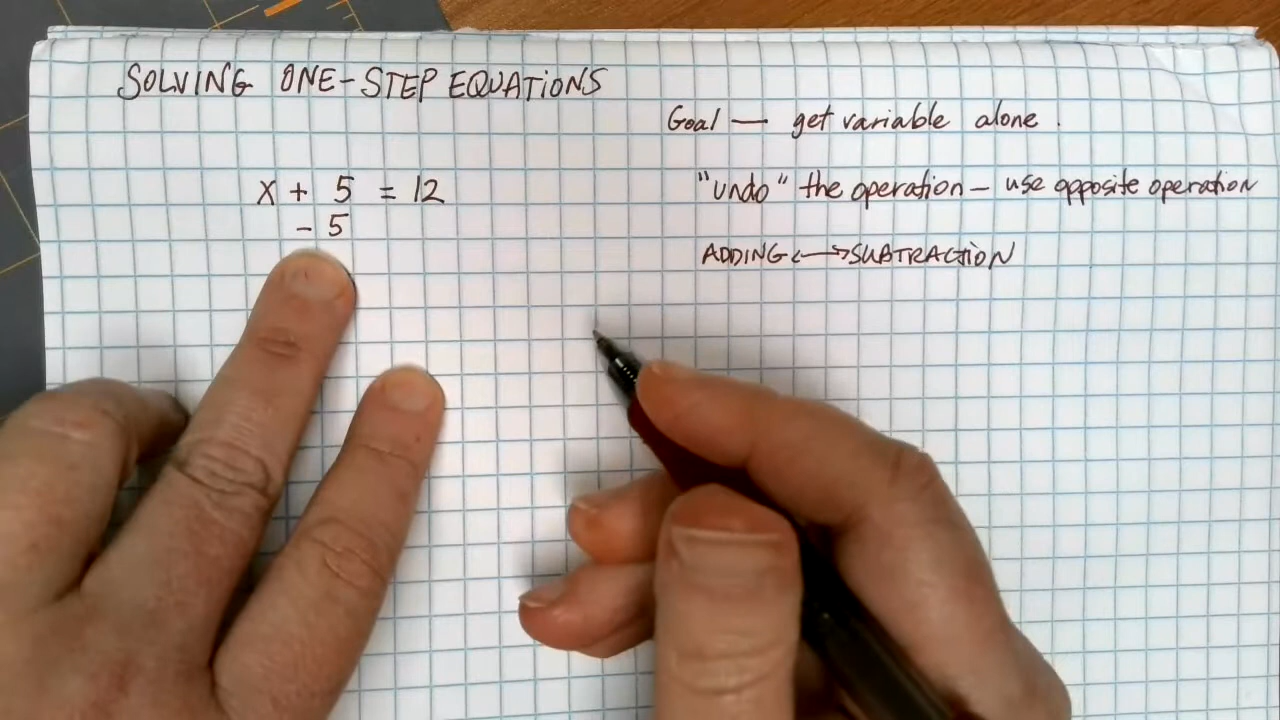 SOLVING ONE-STEP EQUATIONS
Goal — get variable alone.
x + 5 = 12
- 5
"undo" the operation - use opposite operation
ADDING <-> SUBTRACTION